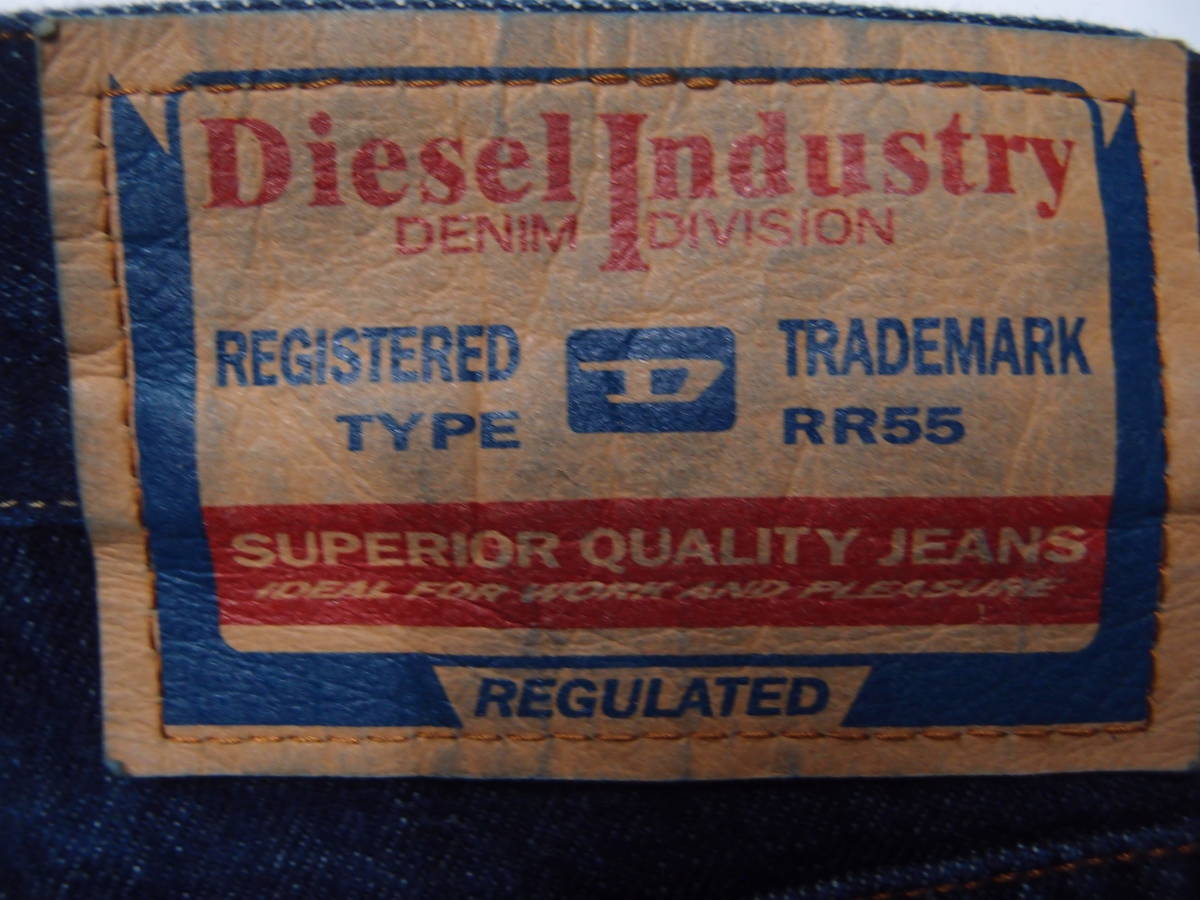 Diesel Industry
DENIM DIVISION
REGISTERED D TRADEMARK
TYPE RR55
SUPERIOR QUALITY JEANS
IDEAL FOR WORK AND PLEASURE
REGULATED